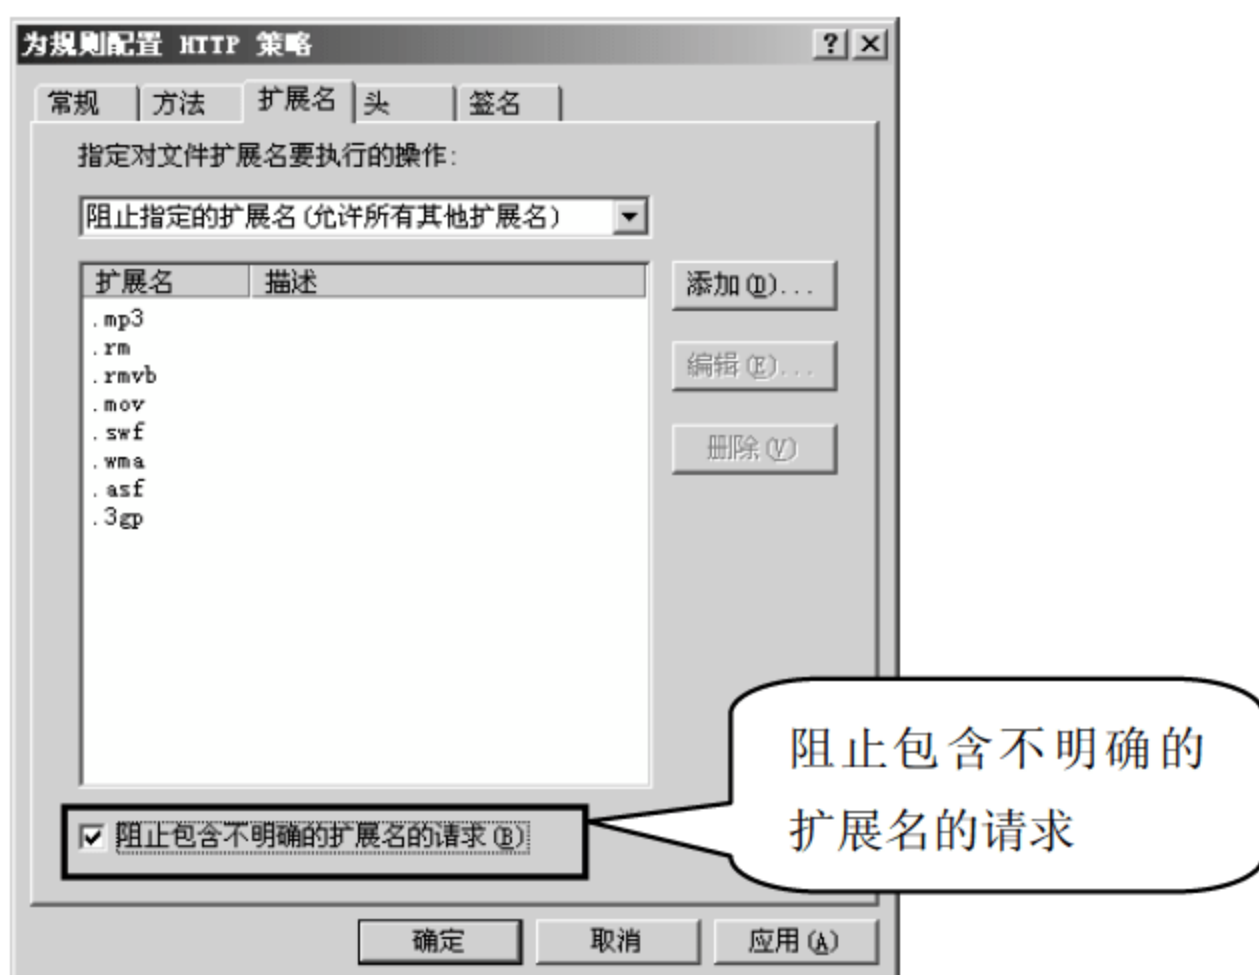 为规则配置 HTTP 策略
常规 方法 扩展名 头 签名
指定对文件扩展名要执行的操作:
阻止指定的扩展名(允许所有其他扩展名)
扩展名 描述
添加(D)...
.mp3
.rm
编辑(E)...
.rmvb
.mov
.swf
删除(V)
.wma
.asf
.3gp
阻止包含不明确的
扩展名的请求
阻止包含不明确的扩展名的请求(B)
确定 取消 应用(A)